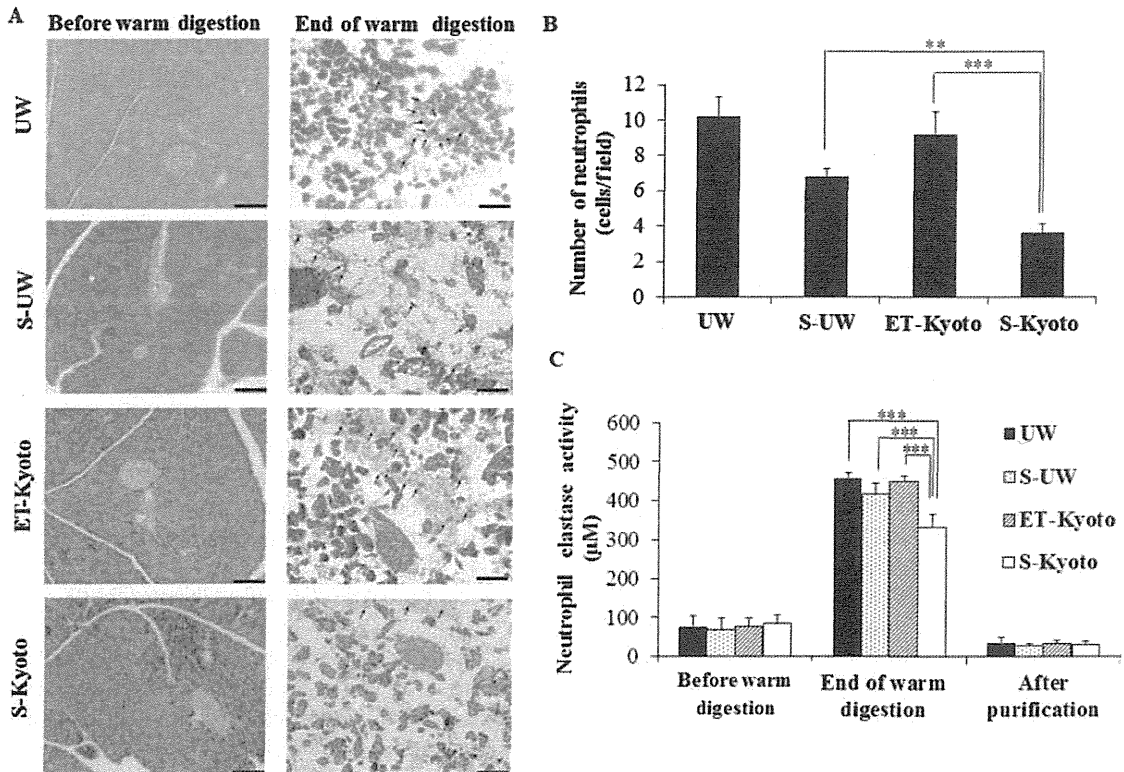 A
Before warm digestion
End of warm digestion
UW
S-UW
ET-Kyoto
S-Kyoto
B
**
***
Number of neutrophils
(cells/field)
12
10
8
6
4
2
0
UW
S-UW
ET-Kyoto
S-Kyoto
C
Neutrophil elastase activity
(μM)
600
500
400
300
200
100
0
***
***
***
UW
S-UW
ET-Kyoto
S-Kyoto
Before warm
digestion
End of warm
digestion
After
purification